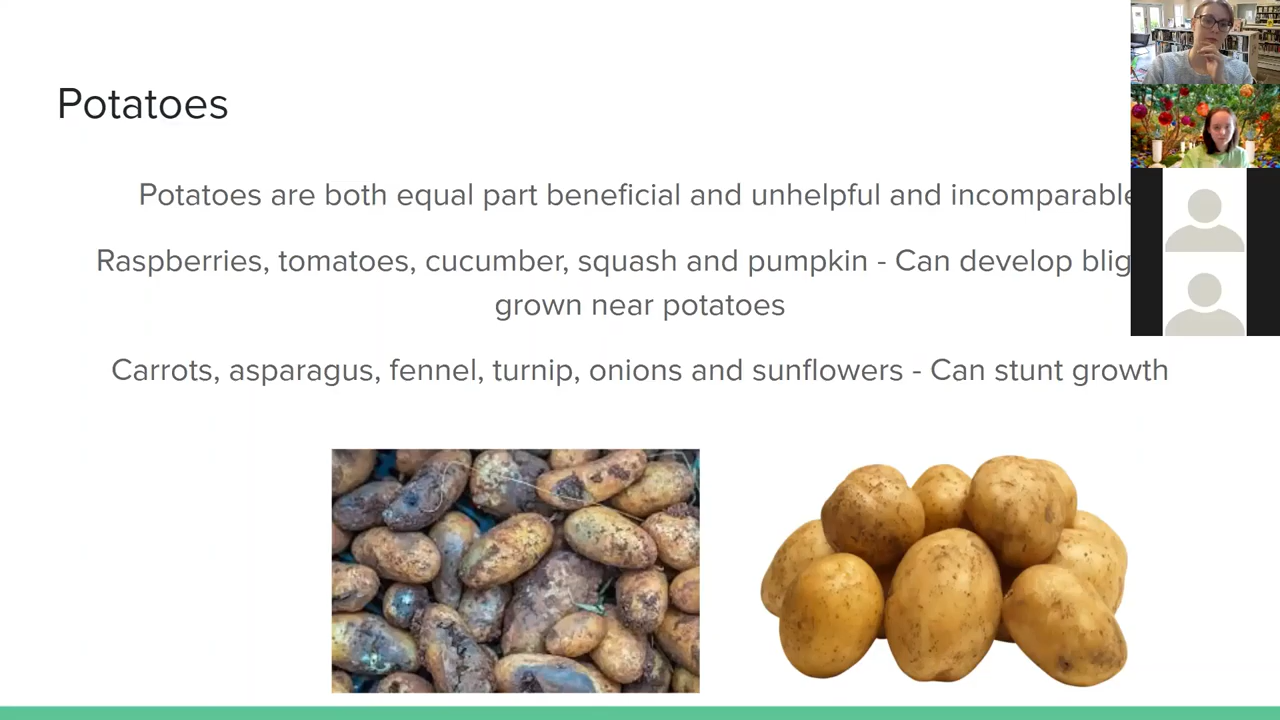 Potatoes
Potatoes are both equal part beneficial and unhelpful and incomparable
Raspberries, tomatoes, cucumber, squash and pumpkin - Can develop
grown near potatoes
Carrots, asparagus, fennel, turnip, onions and sunflowers - Can stunt growth